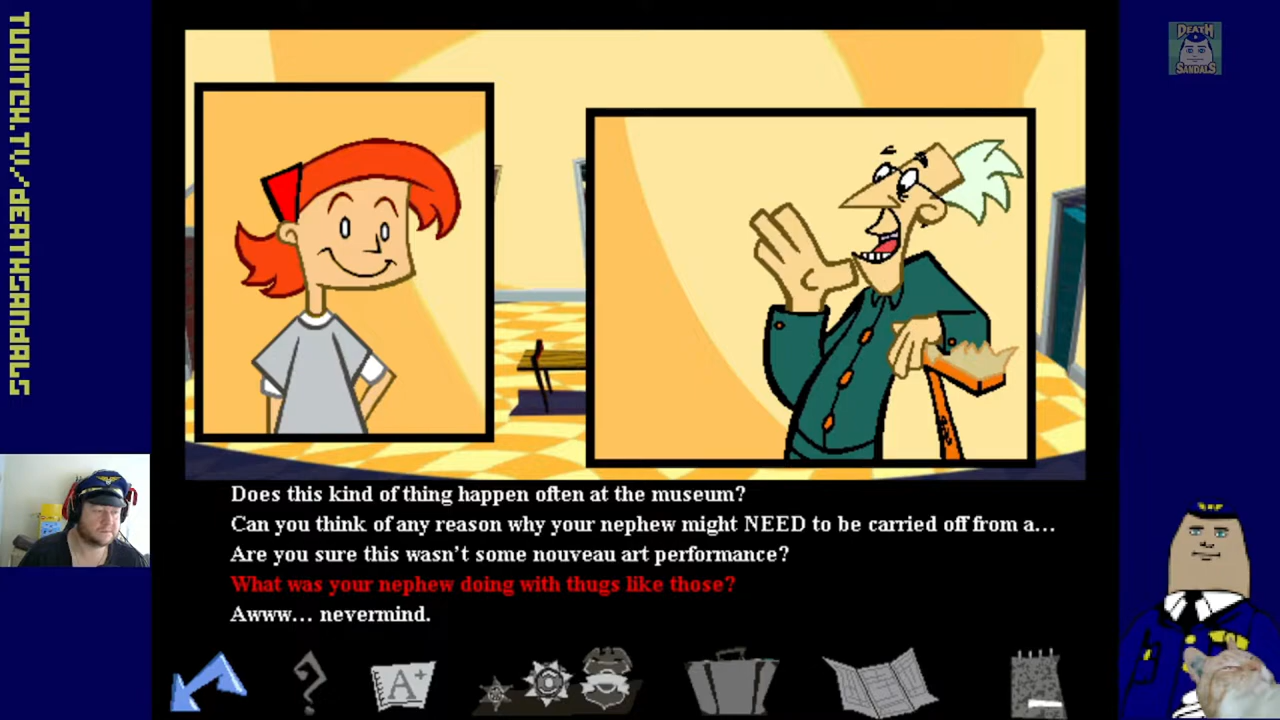 TWITCH.TV/DEATHSANDALS
DEATH
SANDALS
Does this kind of thing happen often at the museum?
Can you think of any reason why your nephew might NEED to be carried off from a...
Are you sure this wasn't some nouveau art performance?
What was your nephew doing with thugs like those?
Awww... nevermind.
?
A+